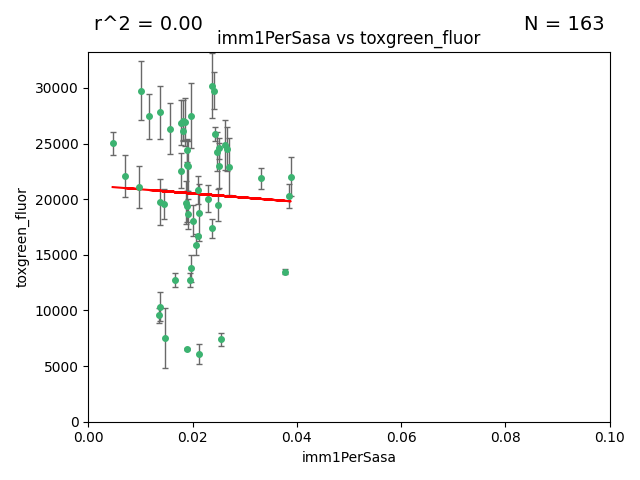 r^2 = 0.00
N = 163
imm1PerSasa vs toxgreen_fluor
30000
25000
20000
15000
10000
5000
0
toxgreen_fluor
0.00
0.02
0.04
0.06
0.08
0.10
imm1PerSasa